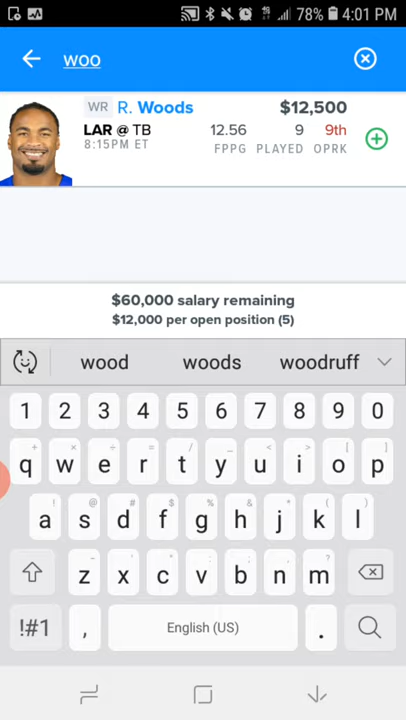 78% 4:01 PM
woo
WR R. Woods $12,500
LAR @ TB 12.56 9 9th
8:15PM ET FPPG PLAYED OPRK
$60,000 salary remaining
$12,000 per open position (5)
wood woods woodruff
1 2 3 4 5 6 7 8 9 0
+ × ÷ = / _ < > [ ]
q w e r t y u i o p
! @ # $ % ^ & * ( )
a s d f g h j k l
- ' " : ; , ?
z x c v b n m
!#1 , English (US) .